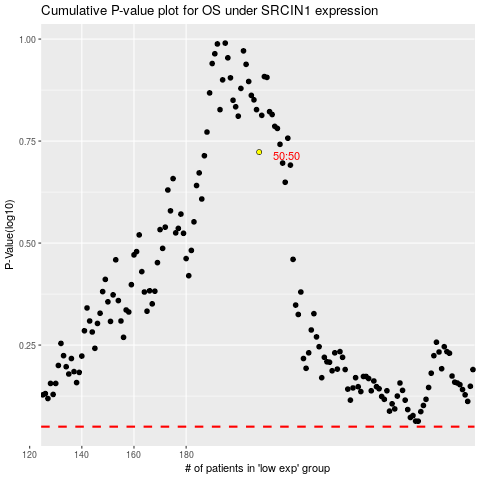 Cumulative P-value plot for OS under SRCIN1 expression
1.00
0.75
0.50
0.25
50:50
P-Value(log10)
120 140 160 180
# of patients in 'low exp' group